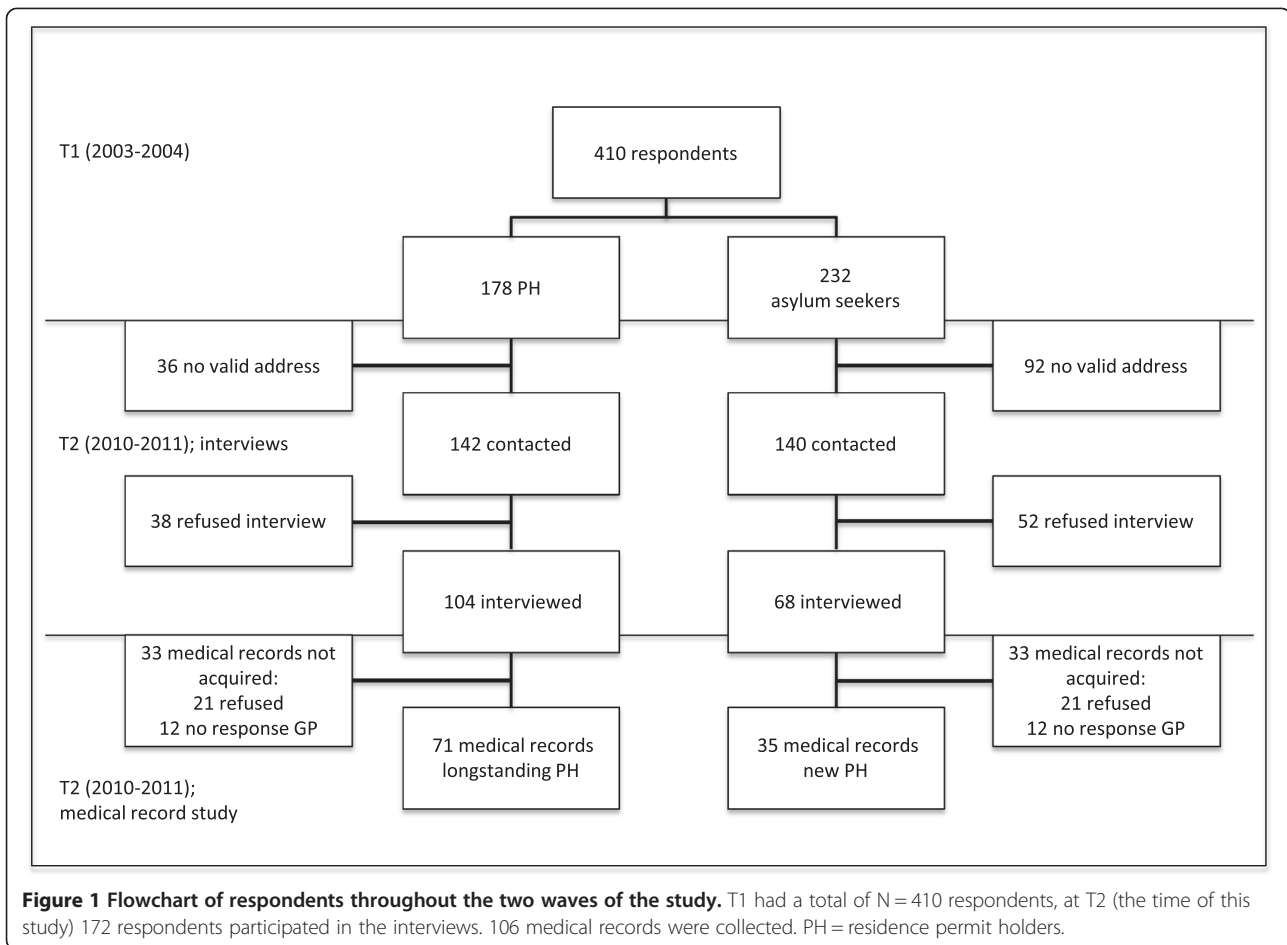 T1 (2003-2004)
410 respondents
178 PH
232
asylum seekers
36 no valid address
92 no valid address
T2 (2010-2011); interviews
142 contacted
140 contacted
38 refused interview
52 refused interview
104 interviewed
68 interviewed
33 medical records not
acquired:
21 refused
12 no response GP
33 medical records not
acquired:
21 refused
12 no response GP
71 medical records
longstanding PH
35 medical records
new PH
T2 (2010-2011);
medical record study
Figure 1 Flowchart of respondents throughout the two waves of the study. T1 had a total of N = 410 respondents, at T2 (the time of this
study) 172 respondents participated in the interviews. 106 medical records were collected. PH = residence permit holders.